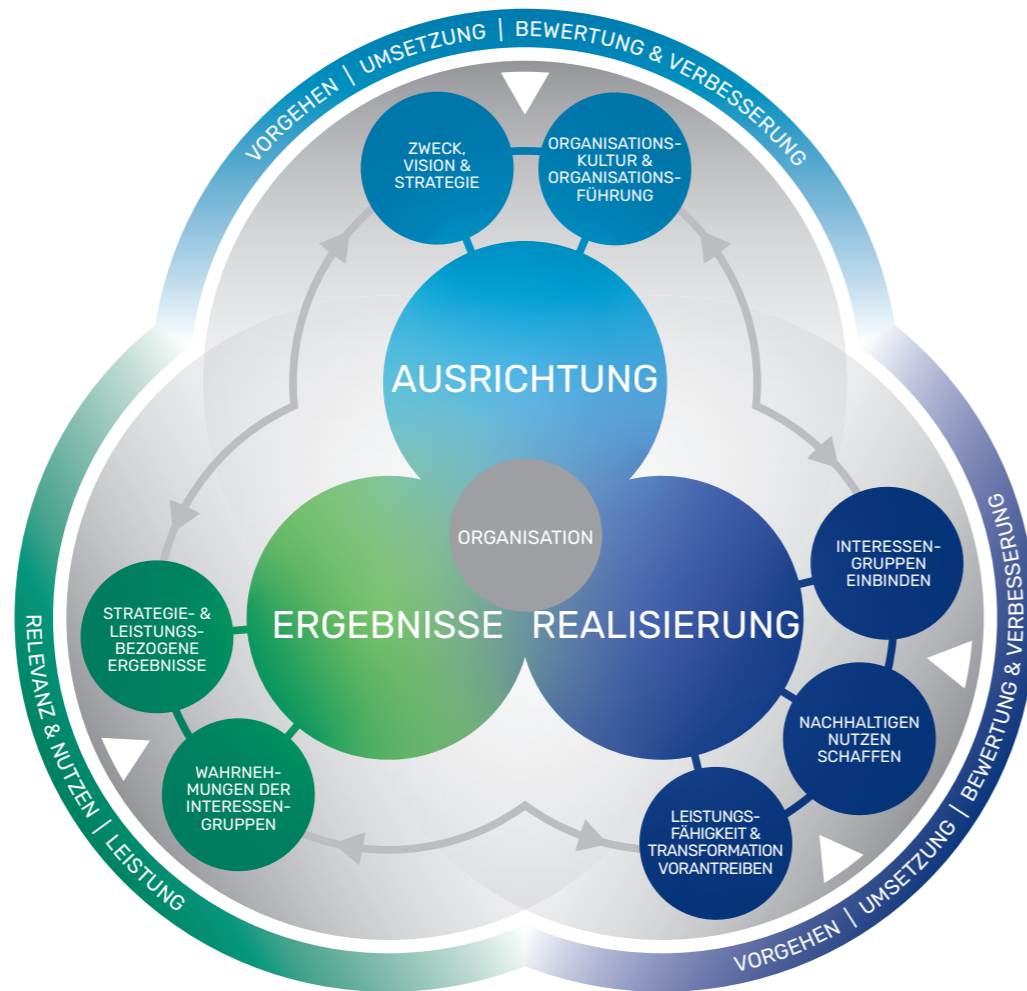 VORGEHEN | UMSETZUNG | BEWERTUNG & VERBESSERUNG
ZWECK,
VISION &
STRATEGIE
ORGANISATIONS-
KULTUR &
ORGANISATIONS-
FÜHRUNG
AUSRICHTUNG
ORGANISATION
ERGEBNISSE
REALISIERUNG
INTERESSEN-
GRUPPEN
EINBINDEN
NACHHALTIGEN
NUTZEN
SCHAFFEN
LEISTUNGS-
FÄHIGKEIT &
TRANSFORMATION
VORANTREIBEN
VORGEHEN | UMSETZUNG | BEWERTUNG & VERBESSERUNG
STRATEGIE- &
LEISTUNGS-
BEZOGENE
ERGEBNISSE
WAHRNEH-
MUNGEN DER
INTERESSEN-
GRUPPEN
RELEVANZ & NUTZEN | LEISTUNG